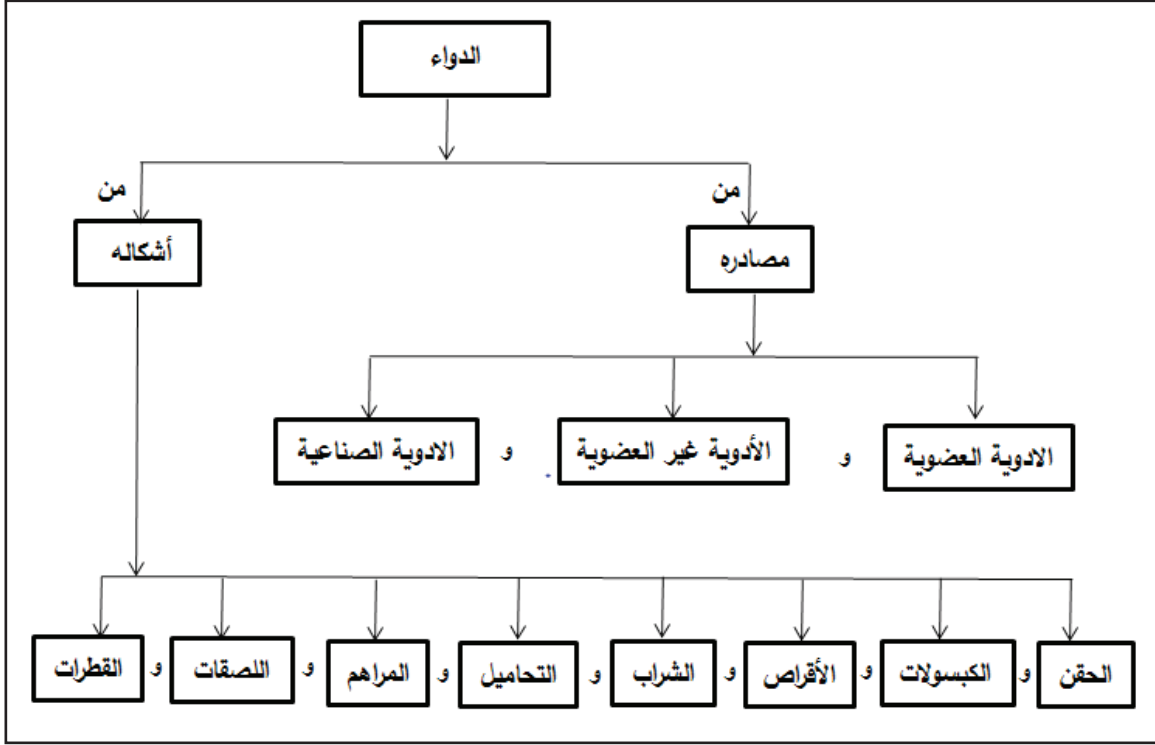 الدواء
من
من
مصادره
أشكاله
الادوية العضوية و الأدوية غير العضوية و الادوية الصناعية
الحقن و الكبسولات و الأقراص و الشراب و التحاميل و المراهم و اللصقات و القطرات